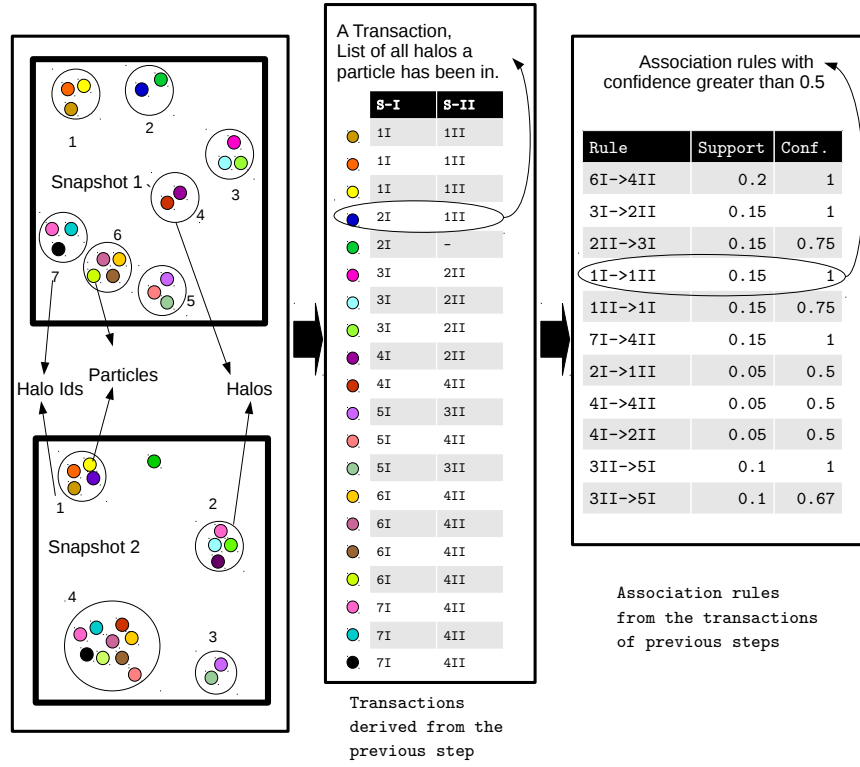 1
2
3
Snapshot 1
4
6
7
5
Halo Ids
Particles
Halos
1
2
Snapshot 2
4
3
A Transaction,
List of all halos a
particle has been in.
S-I S-II
1I 1II
1I 1II
1I 1II
2I 1II
2I -
3I 2II
3I 2II
3I 2II
4I 2II
4I 4II
5I 3II
5I 4II
5I 3II
6I 4II
6I 4II
6I 4II
6I 4II
7I 4II
7I 4II
7I 4II
Transactions
derived from the
previous step
Association rules with
confidence greater than 0.5
Rule Support Conf.
6I->4II 0.2 1
3I->2II 0.15 1
2II->3I 0.15 0.75
1I->1II 0.15 1
1II->1I 0.15 0.75
7I->4II 0.15 1
2I->1II 0.05 0.5
4I->4II 0.05 0.5
4I->2II 0.05 0.5
3II->5I 0.1 1
3II->5I 0.1 0.67
Association rules
from the transactions
of previous steps